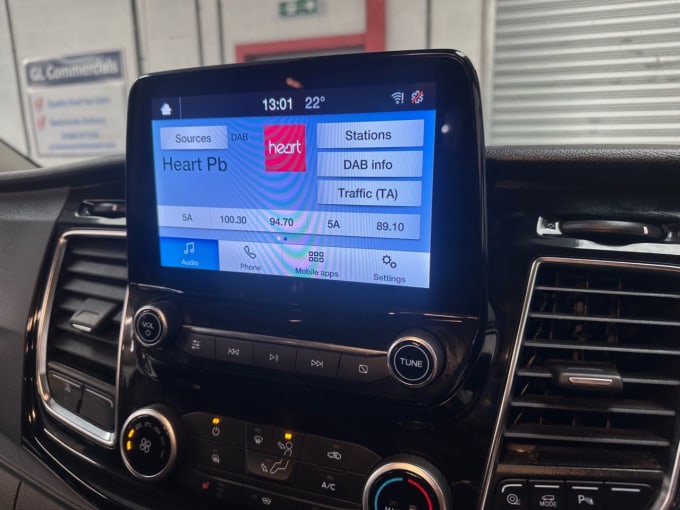 GL Commercials
13:01 22°
Sources DAB heart Stations
Heart Pb DAB info
Traffic (TA)
5A 100.30 94.70 5A 89.10
Audio Phone Mobile apps Settings
VOL
TUNE
A/C
MODE